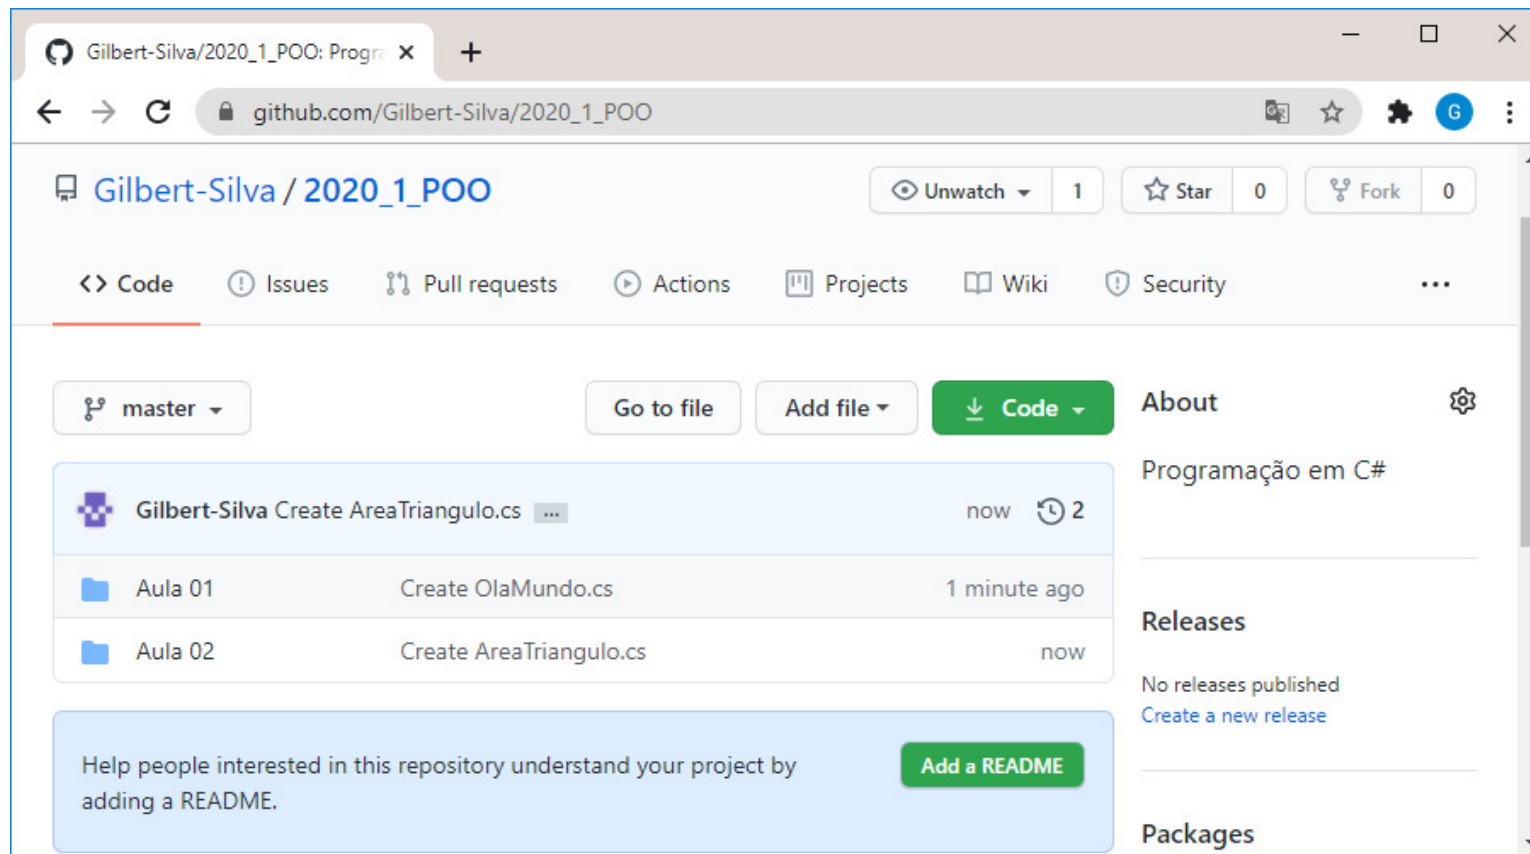 Gilbert-Silva/2020_1_POO: Progra
github.com/Gilbert-Silva/2020_1_POO
G
Gilbert-Silva / 2020_1_POO
Unwatch 1
Star 0
Fork 0
Code
Issues
Pull requests
Actions
Projects
Wiki
Security
...
master
Go to file
Add file
Code
Gilbert-Silva Create AreaTriangulo.cs ...
now
2
Aula 01 Create OlaMundo.cs 1 minute ago
Aula 02 Create AreaTriangulo.cs now
Help people interested in this repository understand your project by
adding a README.
Add a README
About
Programação em C#
Releases
No releases published
Create a new release
Packages